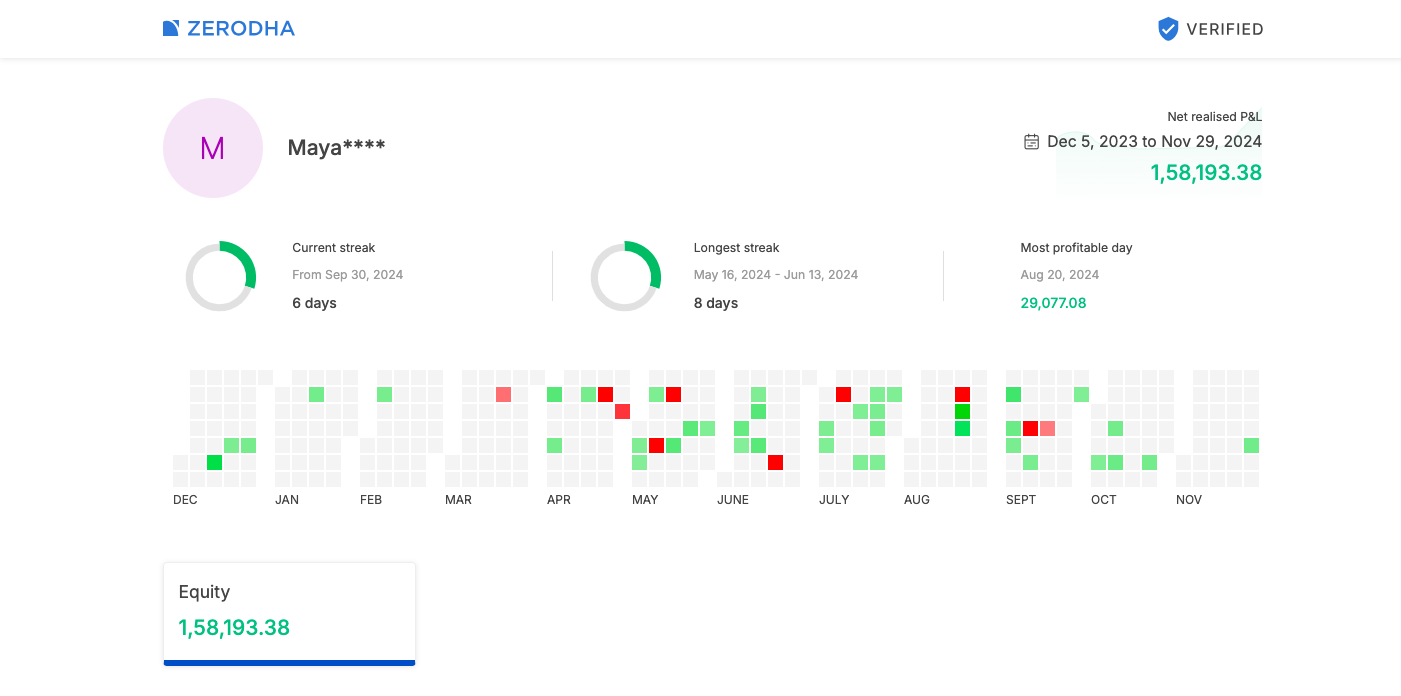 ZERODHA
VERIFIED
M
Maya****
Net realised P&L
Dec 5, 2023 to Nov 29, 2024
1,58,193.38
Current streak
From Sep 30, 2024
6 days
Longest streak
May 16, 2024 - Jun 13, 2024
8 days
Most profitable day
Aug 20, 2024
29,077.08
DEC JAN FEB MAR APR MAY JUNE JULY AUG SEPT OCT NOV
Equity
1,58,193.38